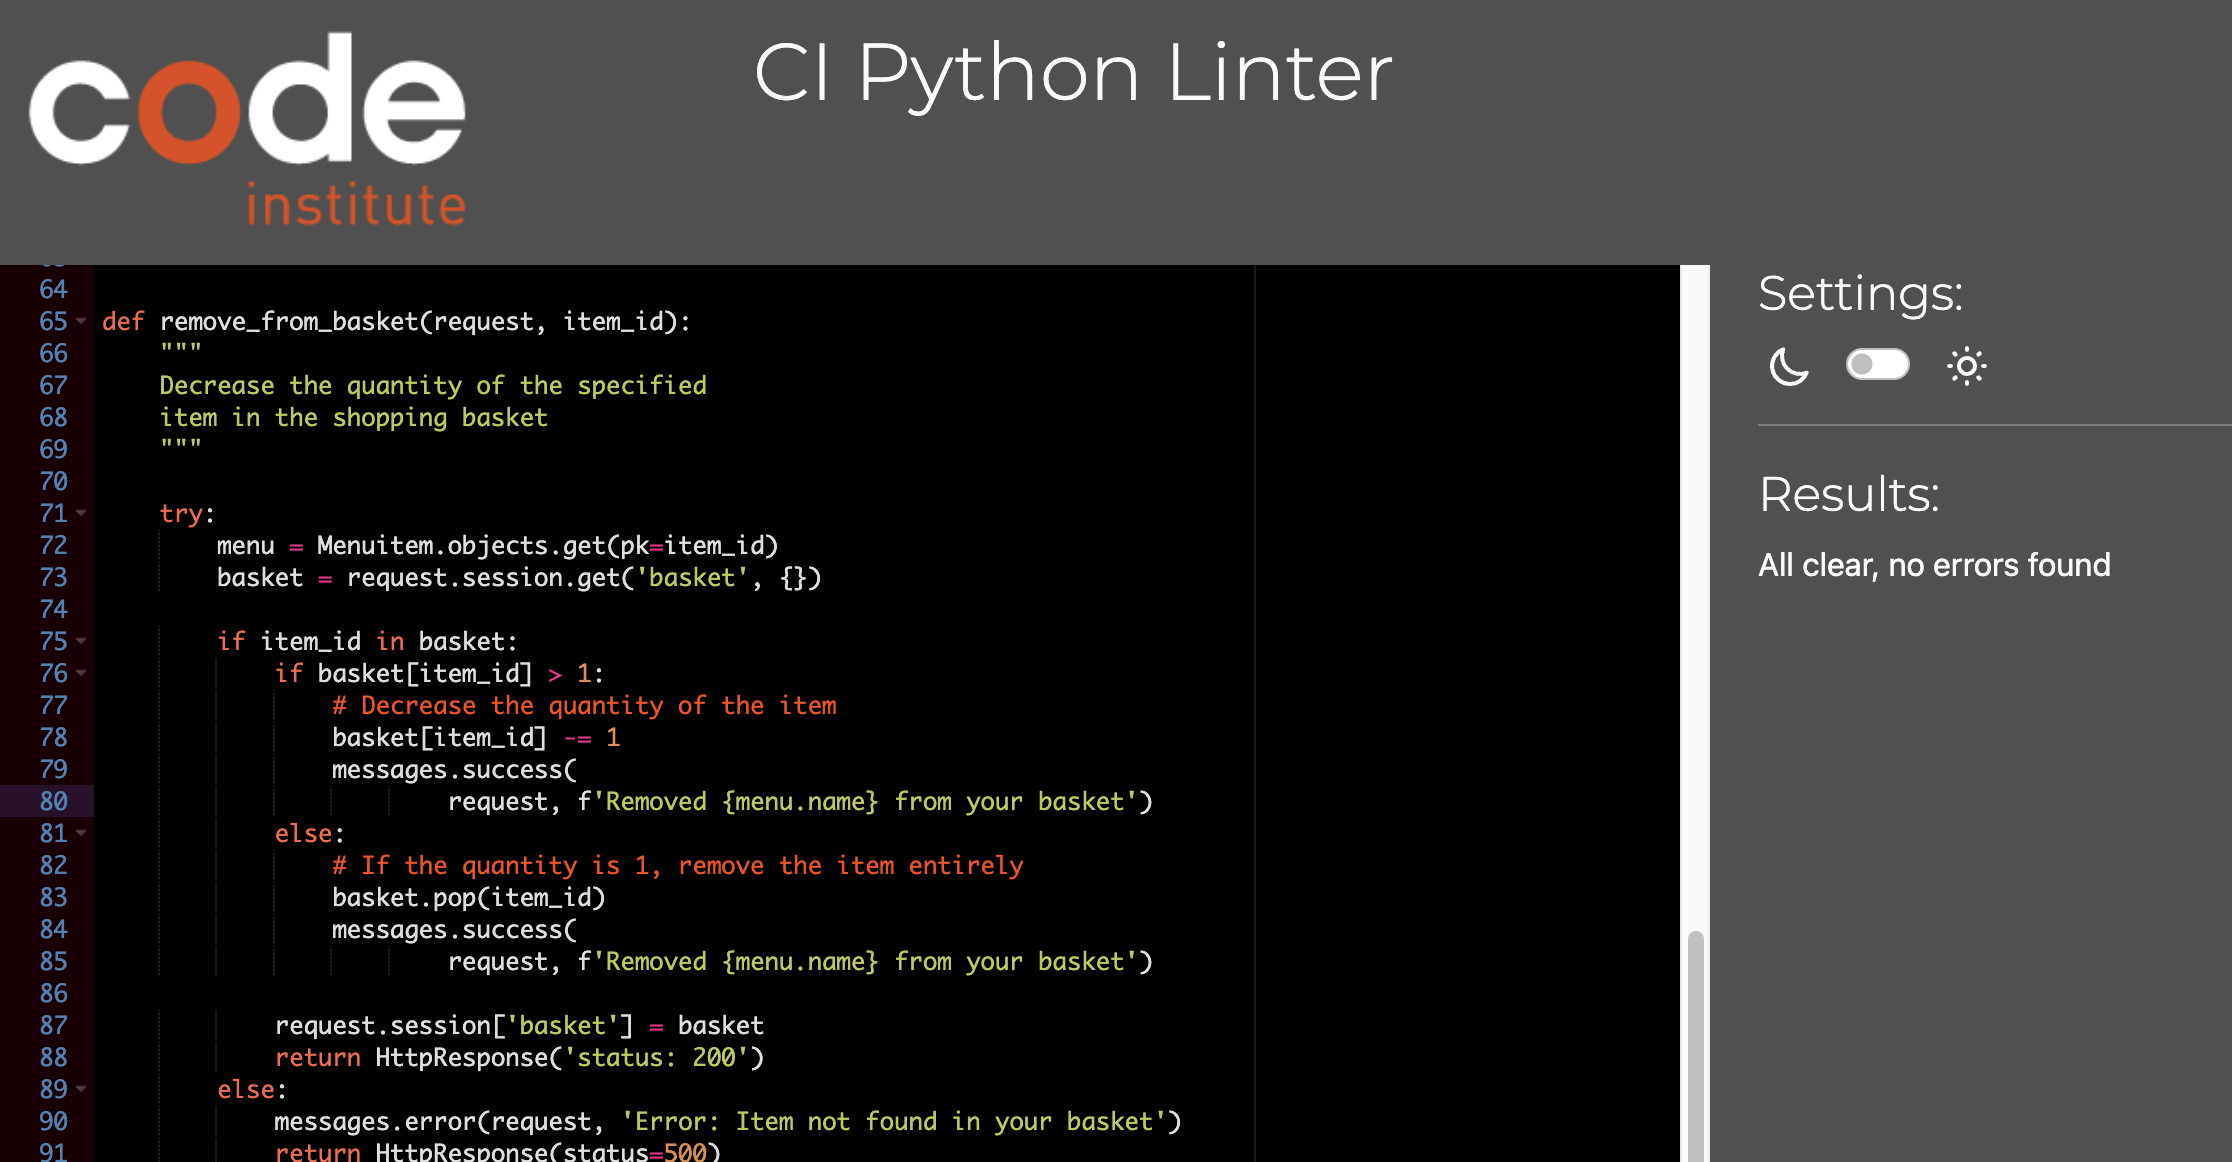 code
institute
CI Python Linter
64
65 def remove_from_basket(request, item_id):
66     """
67     Decrease the quantity of the specified
68     item in the shopping basket
69     """
70
71     try:
72         menu = Menuitem.objects.get(pk=item_id)
73         basket = request.session.get('basket', {})
74
75         if item_id in basket:
76             if basket[item_id] > 1:
77                 # Decrease the quantity of the item
78                 basket[item_id] -= 1
79                 messages.success(
80                         request, f'Removed {menu.name} from your basket')
81             else:
82                 # If the quantity is 1, remove the item entirely
83                 basket.pop(item_id)
84                 messages.success(
85                         request, f'Removed {menu.name} from your basket')
86
87             request.session['basket'] = basket
88             return HttpResponse('status: 200')
89         else:
90             messages.error(request, 'Error: Item not found in your basket')
91             return HttpResponse(status=500)
Settings:
Results:
All clear, no errors found